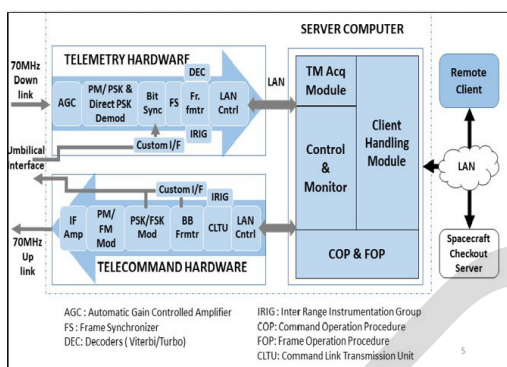 SERVER COMPUTER
TELEMETRY HARDWARE
70MHz
Down
link
DEC
AGC
PM/ PSK &
Direct PSK
Demod
Bit
Sync
FS
Fr.
fmtr
LAN
Cntrl
IRIG
Custom I/F
Umbilical
Interface
LAN
TM Acq
Module
Control
&
Monitor
Client
Handling
Module
COP & FOP
Remote
Client
LAN
Spacecraft
Checkout
Server
Custom I/F
IRIG
IF
Amp
PM/
FM
Mod
PSK/FSK
Mod
BB
Frmtr
CLTU
LAN
Cntrl
70MHz
Up
link
TELECOMMAND HARDWARE
AGC : Automatic Gain Controlled Amplifier
FS : Frame Synchronizer
DEC: Decoders ( Viterbi/Turbo)
IRIG : Inter Range Instrumentation Group
COP: Command Operation Procedure
FOP: Frame Operation Procedure
CLTU: Command Link Transmission Unit
5